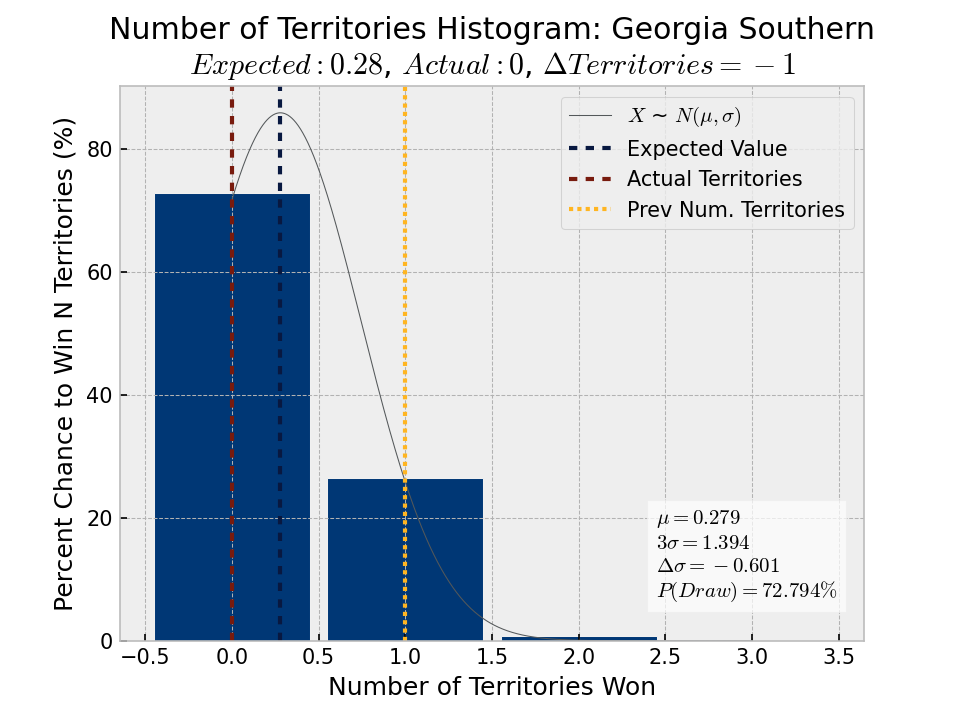 Number of Territories Histogram: Georgia Southern
Expected : 0.28, Actual : 0, ΔTerritories = −1
Percent Chance to Win N Territories (%)
80
60
40
20
0
X ∼ N(μ, σ)
Expected Value
Actual Territories
Prev Num. Territories
μ = 0.279
3σ = 1.394
Δσ = −0.601
P(Draw) = 72.794%
−0.5 0.0 0.5 1.0 1.5 2.0 2.5 3.0 3.5
Number of Territories Won